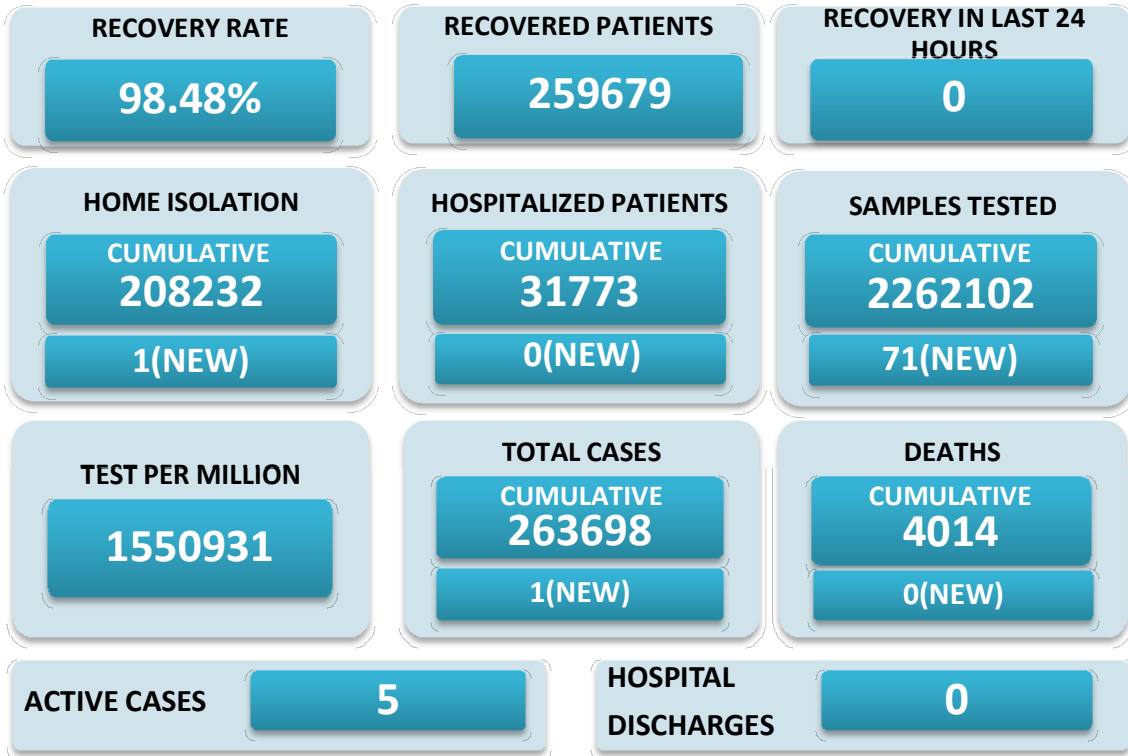 RECOVERY RATE
98.48%
RECOVERED PATIENTS
259679
RECOVERY IN LAST 24
HOURS
0
HOME ISOLATION
CUMULATIVE
208232
1(NEW)
HOSPITALIZED PATIENTS
CUMULATIVE
31773
0(NEW)
SAMPLES TESTED
CUMULATIVE
2262102
71(NEW)
TEST PER MILLION
1550931
TOTAL CASES
CUMULATIVE
263698
1(NEW)
DEATHS
CUMULATIVE
4014
0(NEW)
ACTIVE CASES
5
HOSPITAL
DISCHARGES
0